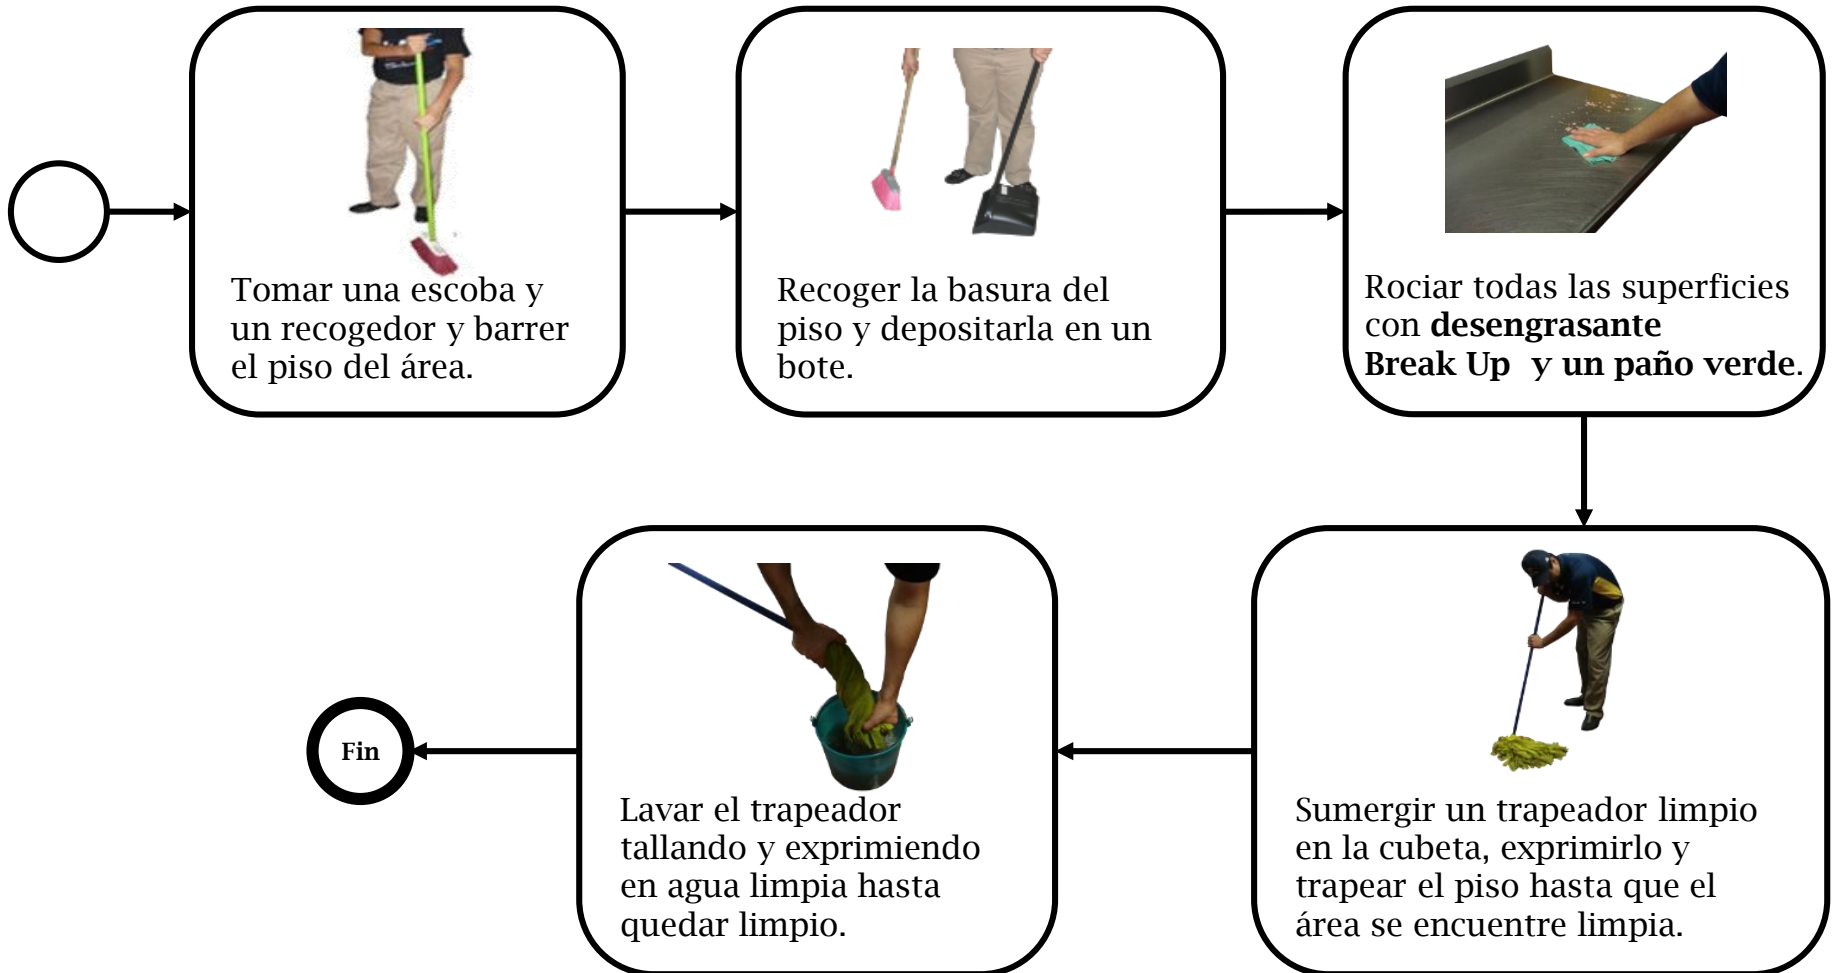 Tomar una escoba y
un recogedor y barrer
el piso del área.
Recoger la basura del
piso y depositarla en un
bote.
Rociar todas las superficies
con desengrasante
Break Up y un paño verde.
Sumergir un trapeador limpio
en la cubeta, exprimirlo y
trapear el piso hasta que el
área se encuentre limpia.
Lavar el trapeador
tallando y exprimiendo
en agua limpia hasta
quedar limpio.
Fin